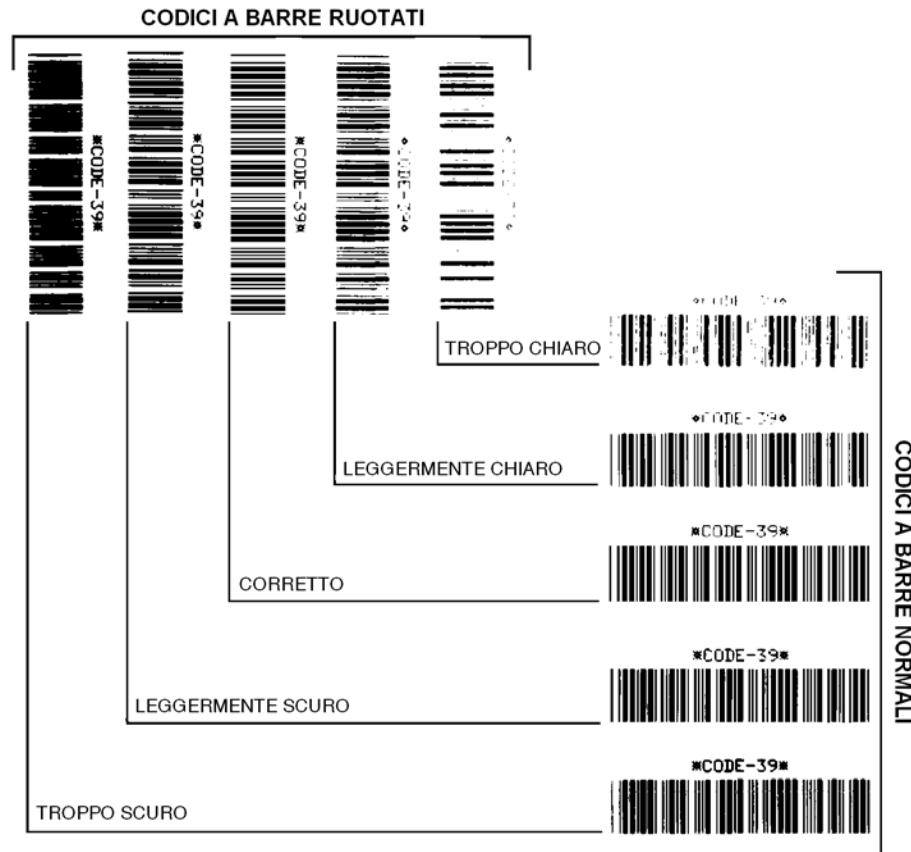 CODICI A BARRE RUOTATI
*CODE-39*
*CODE-39*
*CODE-39*
TROPPO CHIARO
LEGGERMENTE CHIARO
CORRETTO
*CODE-39*
LEGGERMENTE SCURO
*CODE-39*
TROPPO SCURO
*CODE-39*
CODICI A BARRE NORMALI